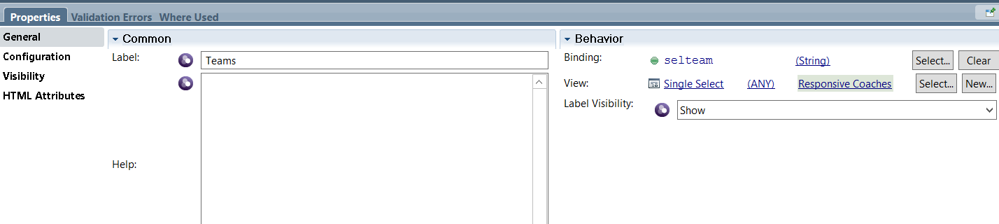 Properties Validation Errors Where Used
General
Configuration
Visibility
HTML Attributes
Common
Label: Teams
Help:
Behavior
Binding: selteam (String) Select... Clear
View: Single Select (ANY) Responsive Coaches Select... New...
Label Visibility: Show